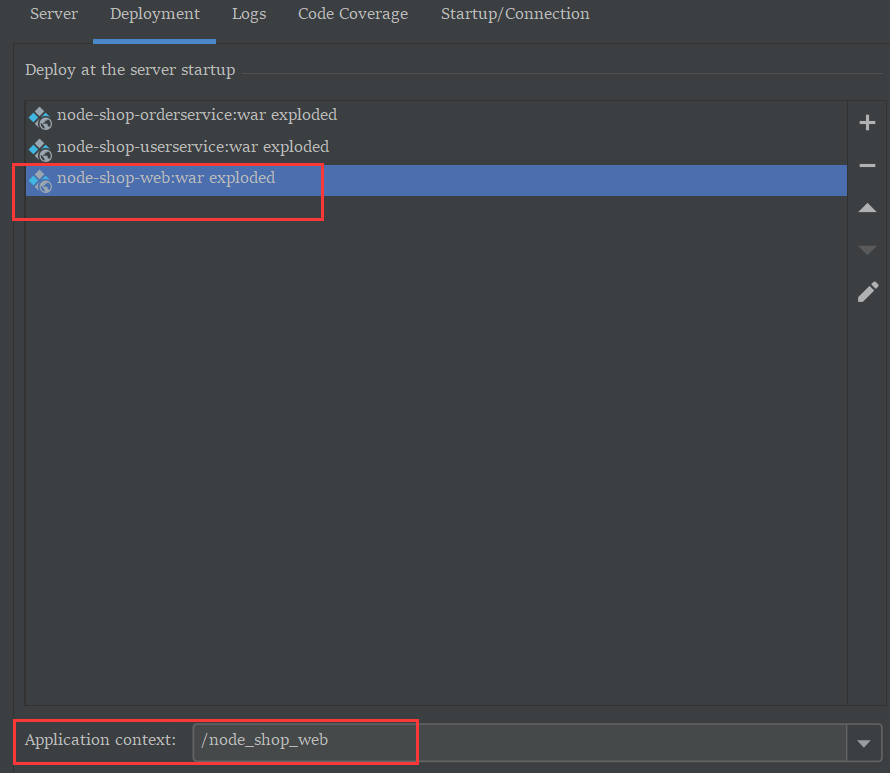 Server Deployment Logs Code Coverage Startup/Connection
Deploy at the server startup
node-shop-orderservice:war exploded
node-shop-userservice:war exploded
node-shop-web:war exploded
Application context: /node_shop_web